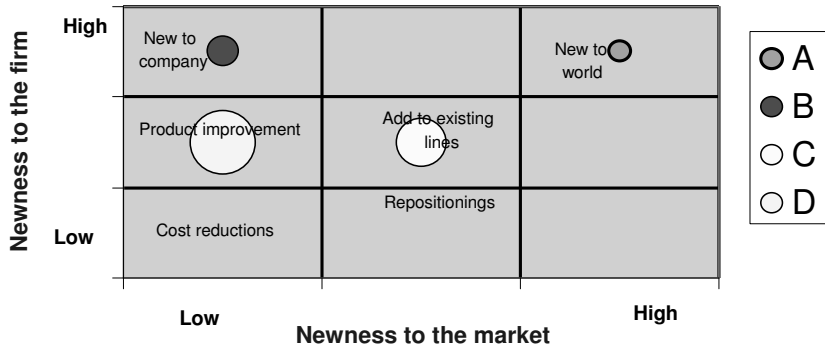 Newness to the firm
High
Low
New to
company
New to
world
Product improvement
Add to existing
lines
Cost reductions
Repositionings
Low
High
Newness to the market
A
B
C
D